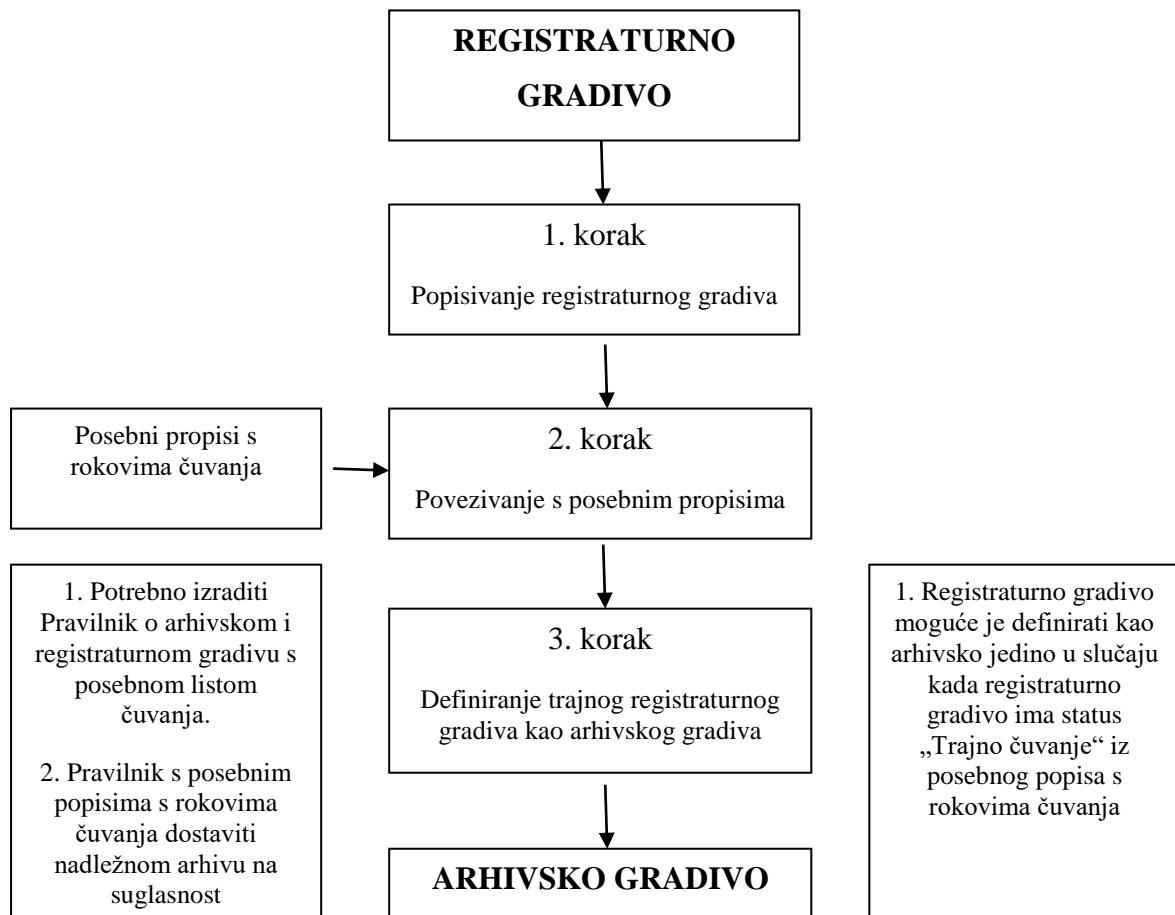 REGISTRATURNO
GRADIVO
1. korak
Popisivanje registraturnog gradiva
Posebni propisi s
rokovima čuvanja
2. korak
Povezivanje s posebnim propisima
1. Potrebno izraditi
Pravilnik o arhivskom i
registraturnom gradivu s
posebnom listom
čuvanja.
2. Pravilnik s posebnim
popisima s rokovima
čuvanja dostaviti
nadležnom arhivu na
suglasnost
3. korak
Definiranje trajnog registraturnog
gradiva kao arhivskog gradiva
1. Registraturno gradivo
moguće je definirati kao
arhivsko jedino u slučaju
kada registraturno
gradivo ima status
„Trajno čuvanje“ iz
posebnog popisa s
rokovima čuvanja
ARHIVSKO GRADIVO